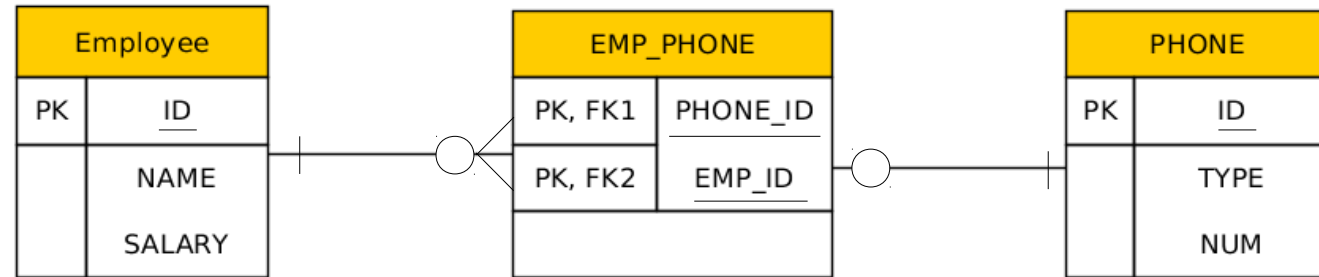 Employee
PK ID
NAME
SALARY
EMP_PHONE
PK, FK1 PHONE_ID
PK, FK2 EMP_ID
PHONE
PK ID
TYPE
NUM